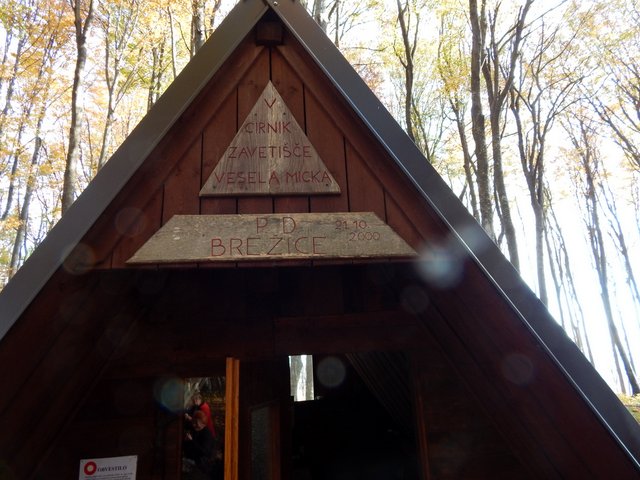 V
CIRNIK
ZAVETIŠČE
VESELA MICKA
P D 21.10.
BREŽICE 2000
OBVESTILO